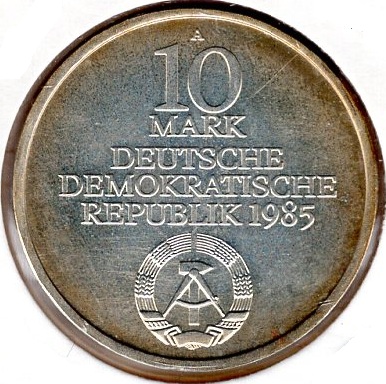 A
10
MARK
DEUTSCHE
DEMOKRATISCHE
REPUBLIK 1985